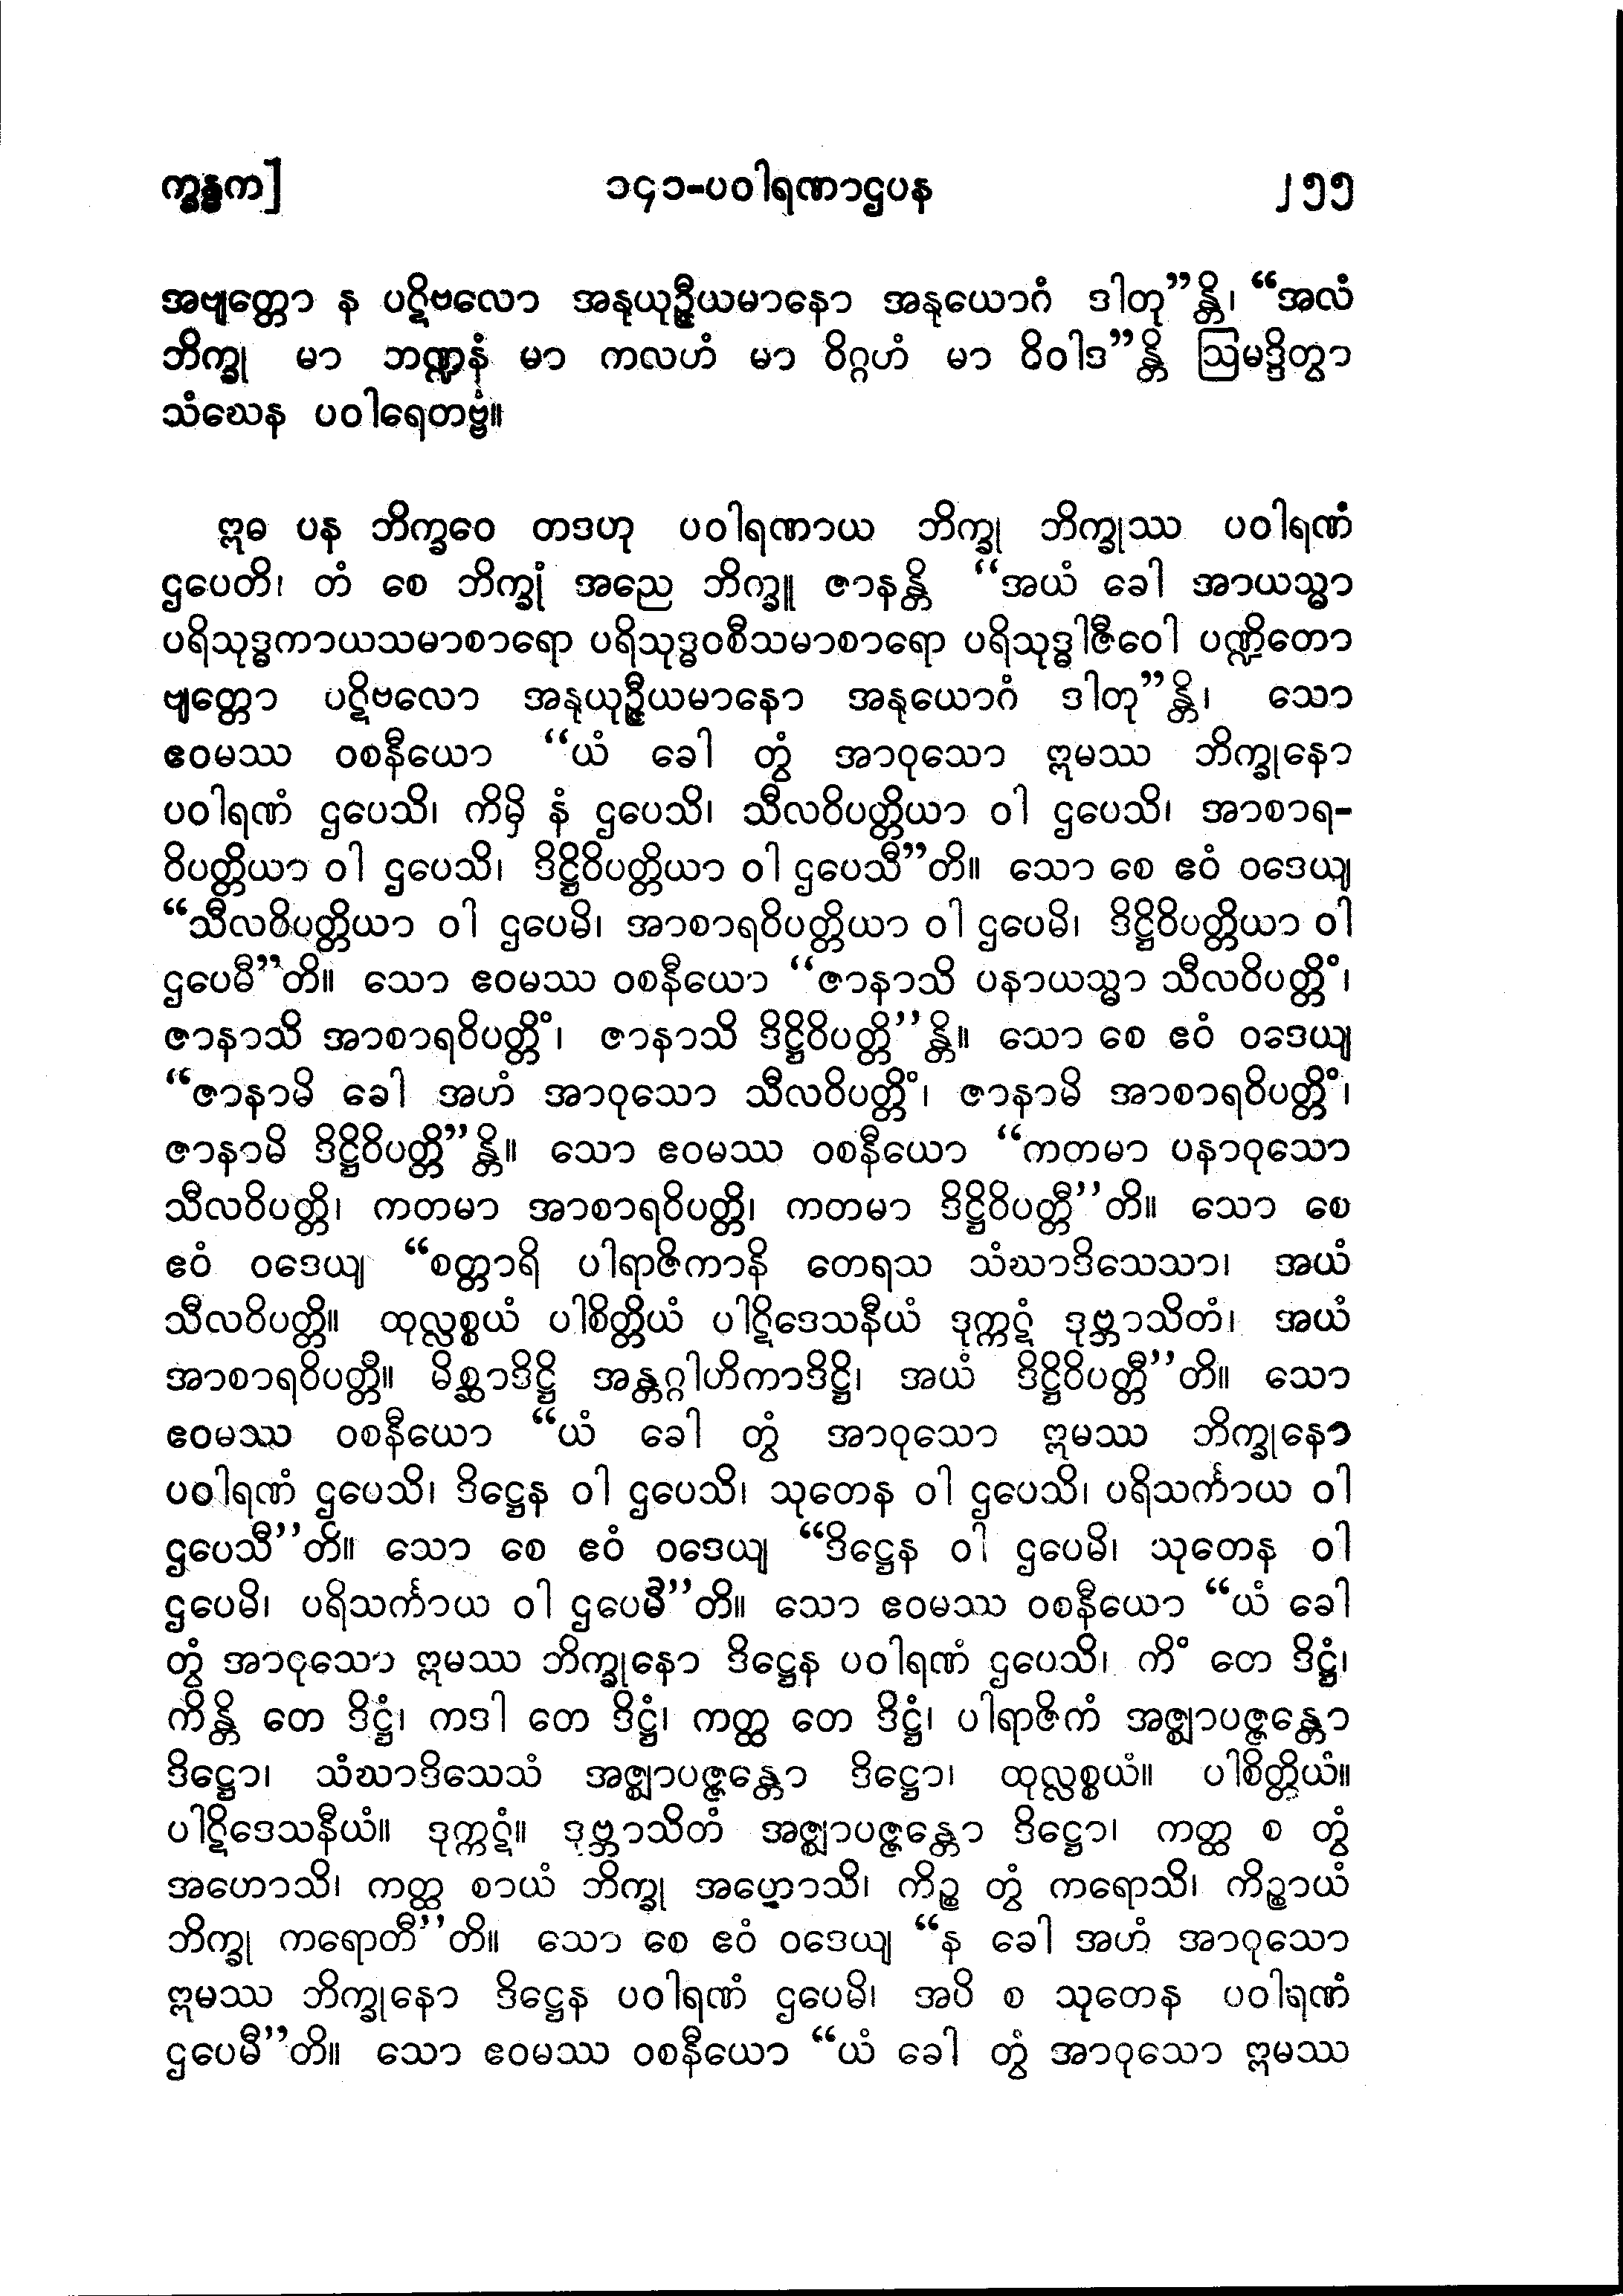 က္ခန္ဓက]
၁၄၁-ပဝါရဏာဌပန
၂၅၅
အဗျတ္တော န ပဋိဗလော အနုယုဉ္ဇီယမာနော အနုယောဂံ ဒါတု”န္တိ၊ “အလံ
ဘိက္ခု မာ ဘဏ္ဍနံ မာ ကလဟံ မာ ဝိဂ္ဂဟံ မာ ဝိဝါဒ”န္တိ ဩမဒ္ဒိတွာ
သံဃေန ပဝါရေတဗ္ဗံ။
ဣဓ ပန ဘိက္ခဝေ တဒဟု ပဝါရဏာယ ဘိက္ခု ဘိက္ခုဿ ပဝါရဏံ
ဌပေတိ၊ တံ စေ ဘိက္ခုံ အညေ ဘိက္ခူ ဇာနန္တိ “အယံ ခေါ အာယသ္မာ
ပရိသုဒ္ဓကာယသမာစာရော ပရိသုဒ္ဓဝစီသမာစာရော ပရိသုဒ္ဓါဇီဝေါ ပဏ္ဍိတော
ဗျတ္တော ပဋိဗလော အနုယုဉ္ဇီယမာနော အနုယောဂံ ဒါတု”န္တိ၊ သော
ဧဝမဿ ဝစနီယော “ယံ ခေါ တွံ အာဝုသော ဣမဿ ဘိက္ခုနော
ပဝါရဏံ ဌပေသိ၊ ကိမှိ နံ ဌပေသိ၊ သီလဝိပတ္တိယာ ဝါ ဌပေသိ၊ အာစာရ-
ဝိပတ္တိယာ ဝါ ဌပေသိ၊ ဒိဋ္ဌိဝိပတ္တိယာ ဝါ ဌပေသီ”တိ။ သော စေ ဧဝံ ဝဒေယျ
“သီလဝိပတ္တိယာ ဝါ ဌပေမိ၊ အာစာရဝိပတ္တိယာ ဝါ ဌပေမိ၊ ဒိဋ္ဌိဝိပတ္တိယာ ဝါ
ဌပေမီ”တိ။ သော ဧဝမဿ ဝစနီယော “ဇာနာသိ ပနာယသ္မာ သီလဝိပတ္တိံ၊
ဇာနာသိ အာစာရဝိပတ္တိံ၊ ဇာနာသိ ဒိဋ္ဌိဝိပတ္တိ”န္တိ။ သော စေ ဧဝံ ဝဒေယျ
“ဇာနာမိ ခေါ အဟံ အာဝုသော သီလဝိပတ္တိံ၊ ဇာနာမိ အာစာရဝိပတ္တိံ၊
ဇာနာမိ ဒိဋ္ဌိဝိပတ္တိ”န္တိ။ သော ဧဝမဿ ဝစနီယော “ကတမာ ပနာဝုသော
သီလဝိပတ္တိ၊ ကတမာ အာစာရဝိပတ္တိ၊ ကတမာ ဒိဋ္ဌိဝိပတ္တီ”တိ။ သော စေ
ဧဝံ ဝဒေယျ “စတ္တာရိ ပါရာဇိကာနိ တေရသ သံဃာဒိသေသာ၊ အယံ
သီလဝိပတ္တိ။ ထုလ္လစ္စယံ ပါစိတ္တိယံ ပါဋိဒေသနီယံ ဒုက္ကဋံ ဒုဗ္ဘာသိတံ၊ အယံ
အာစာရဝိပတ္တိ။ မိစ္ဆာဒိဋ္ဌိ အန္တဂ္ဂါဟိကာဒိဋ္ဌိ၊ အယံ ဒိဋ္ဌိဝိပတ္တီ”တိ။ သော
ဧဝမဿ ဝစနီယော “ယံ ခေါ တွံ အာဝုသော ဣမဿ ဘိက္ခုနော
ပဝါရဏံ ဌပေသိ၊ ဒိဋ္ဌေန ဝါ ဌပေသိ၊ သုတေန ဝါ ဌပေသိ၊ ပရိသင်္ကာယ ဝါ
ဌပေသီ”တိ။ သော စေ ဧဝံ ဝဒေယျ “ဒိဋ္ဌေန ဝါ ဌပေမိ၊ သုတေန ဝါ
ဌပေမိ၊ ပရိသင်္ကာယ ဝါ ဌပေမီ”တိ။ သော ဧဝမဿ ဝစနီယော “ယံ ခေါ
တွံ အာဝုသော ဣမဿ ဘိက္ခုနော ဒိဋ္ဌေန ပဝါရဏံ ဌပေသိ၊ ကိံ တေ ဒိဋ္ဌံ၊
ကိန္တိ တေ ဒိဋ္ဌံ၊ ကဒါ တေ ဒိဋ္ဌံ၊ ကတ္ထ တေ ဒိဋ္ဌံ၊ ပါရာဇိကံ အဇ္ဈာပဇ္ဇန္တော
ဒိဋ္ဌော၊ သံဃာဒိသေသံ အဇ္ဈာပဇ္ဇန္တော ဒိဋ္ဌော၊ ထုလ္လစ္စယံ။ ပါစိတ္တိယံ။
ပါဋိဒေသနီယံ။ ဒုက္ကဋံ။ ဒုဗ္ဘာသိတံ အဇ္ဈာပဇ္ဇန္တော ဒိဋ္ဌော၊ ကတ္ထ စ တွံ
အဟောသိ၊ ကတ္ထ စာယံ ဘိက္ခု အဟောသိ၊ ကိဉ္စ တွံ ကရောသိ၊ ကိဉ္စာယံ
ဘိက္ခု ကရောတီ”တိ။ သော စေ ဧဝံ ဝဒေယျ “န ခေါ အဟံ အာဝုသော
ဣမဿ ဘိက္ခုနော ဒိဋ္ဌေန ပဝါရဏံ ဌပေမိ၊ အပိ စ သုတေန ပဝါရဏံ
ဌပေမီ”တိ။ သော ဧဝမဿ ဝစနီယော “ယံ ခေါ တွံ အာဝုသော ဣမဿ